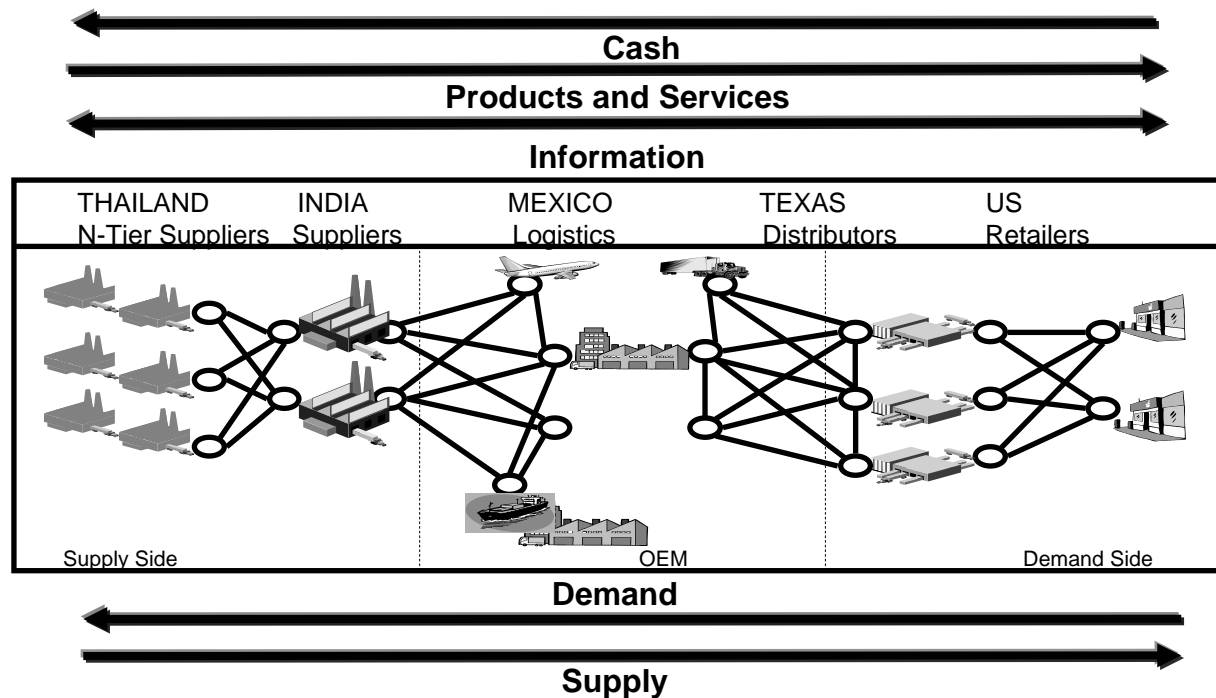 Cash
Products and Services
Information
THAILAND INDIA MEXICO TEXAS US
N-Tier Suppliers Suppliers Logistics Distributors Retailers
Supply Side OEM Demand Side
Demand
Supply